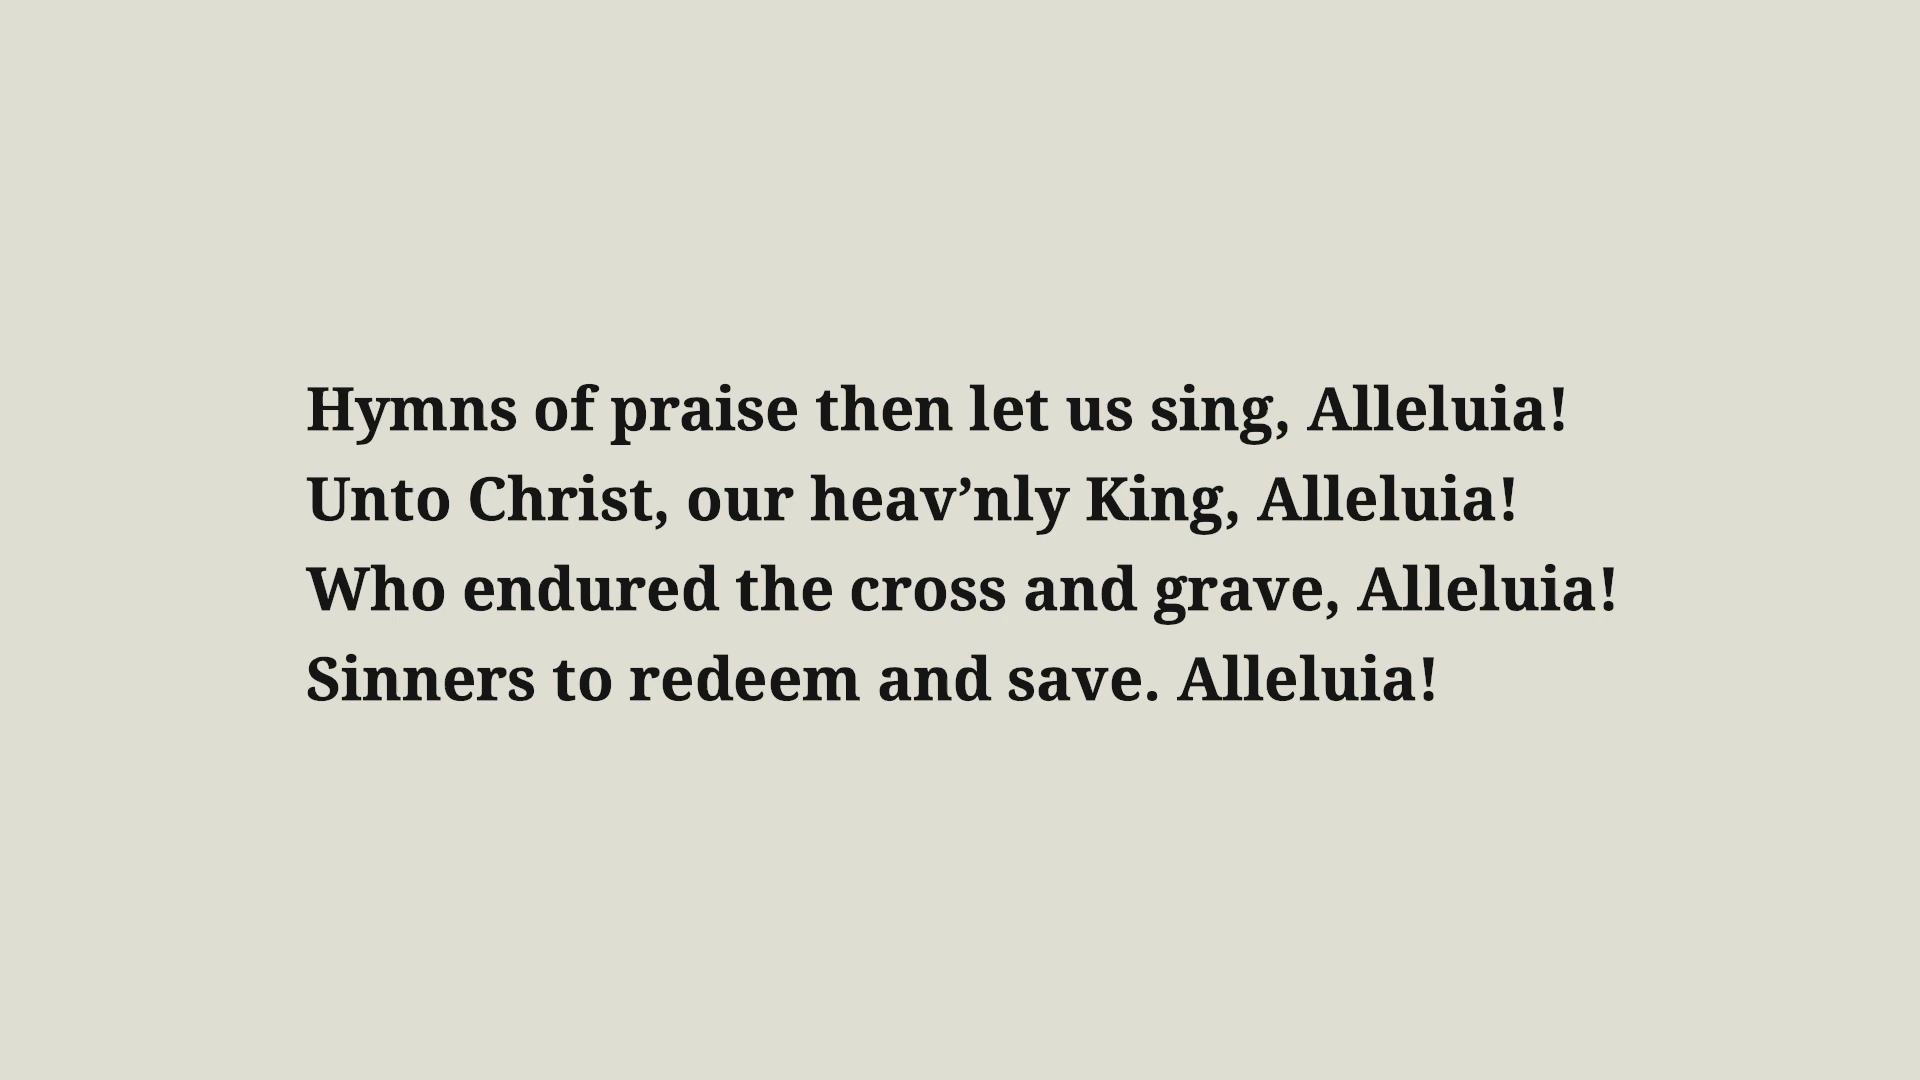 Hymns of praise then let us sing, Alleluia!
Unto Christ, our heav’nly King, Alleluia!
Who endured the cross and grave, Alleluia!
Sinners to redeem and save. Alleluia!